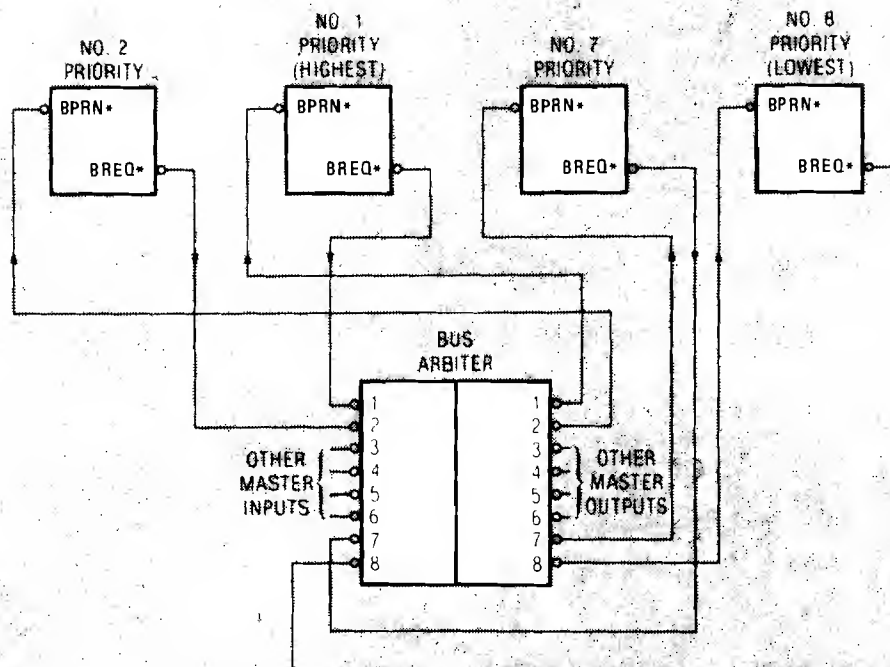 NO. 2
PRIORITY
BPRN*
BREQ*
NO. 1
PRIORITY
(HIGHEST)
BPRN*
BREQ*
NO. 7
PRIORITY
BPRN*
BREQ*
NO. 8
PRIORITY
(LOWEST)
BPRN*
BREQ*
BUS
ARBITER
1
2
3
4
5
6
7
8
OTHER
MASTER
INPUTS
1
2
3
4
5
6
7
8
OTHER
MASTER
OUTPUTS